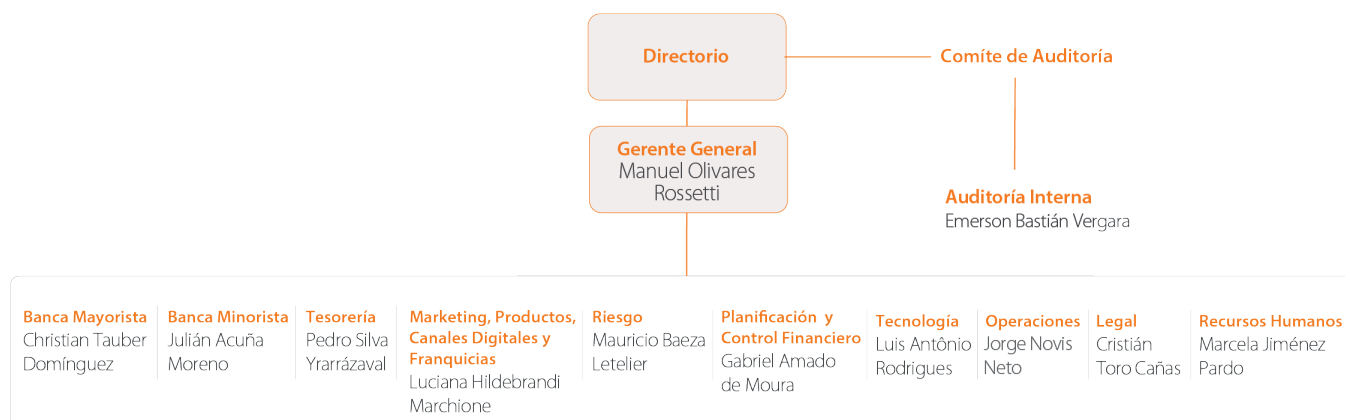 Directorio
Comíte de Auditoría
Gerente General
Manuel Olivares
Rossetti
Auditoría Interna
Emerson Bastián Vergara
Banca Mayorista
Christian Tauber
Domínguez
Banca Minorista
Julián Acuña
Moreno
Tesorería
Pedro Silva
Yrarrázaval
Marketing, Productos,
Canales Digitales y
Franquicias
Luciana Hildebrandi
Marchione
Riesgo
Mauricio Baeza
Letelier
Planificación y
Control Financiero
Gabriel Amado
de Moura
Tecnología
Luis Antônio
Rodrigues
Operaciones
Jorge Novis
Neto
Legal
Cristián
Toro Cañas
Recursos Humanos
Marcela Jiménez
Pardo